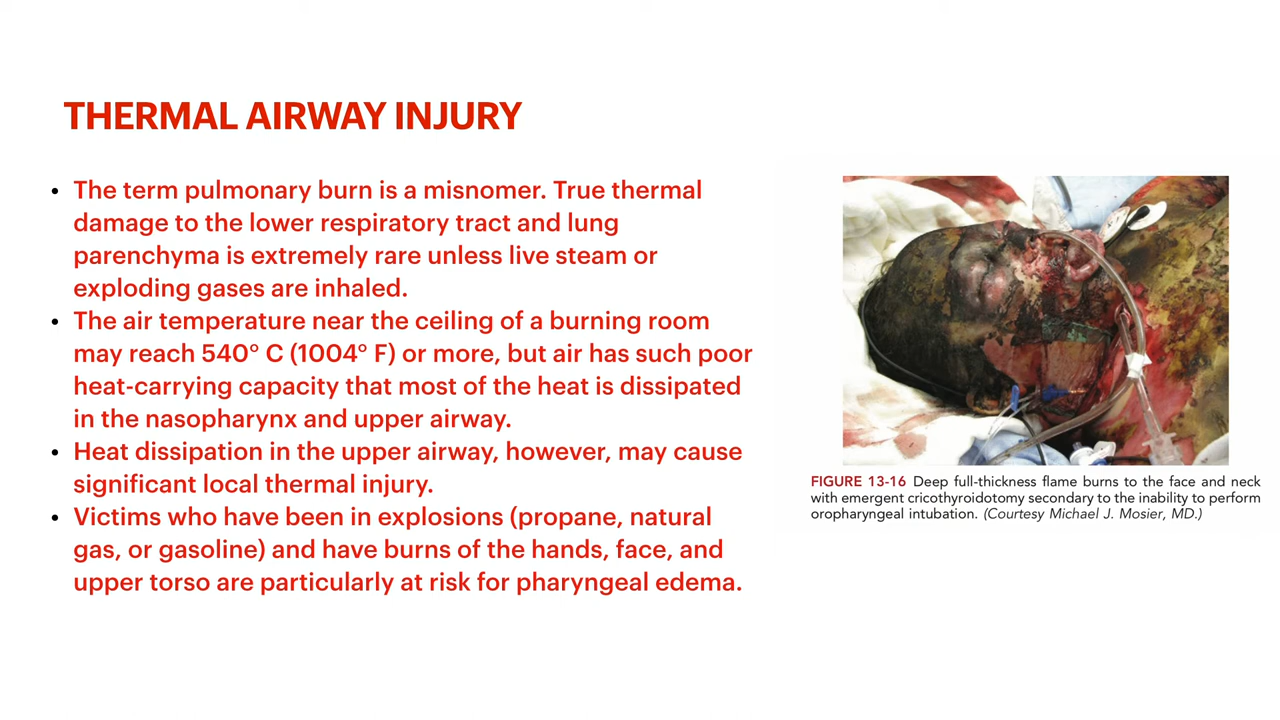 THERMAL AIRWAY INJURY
• The term pulmonary burn is a misnomer. True thermal
damage to the lower respiratory tract and lung
parenchyma is extremely rare unless live steam or
exploding gases are inhaled.
• The air temperature near the ceiling of a burning room
may reach 540° C (1004° F) or more, but air has such poor
heat-carrying capacity that most of the heat is dissipated
in the nasopharynx and upper airway.
• Heat dissipation in the upper airway, however, may cause
significant local thermal injury.
• Victims who have been in explosions (propane, natural
gas, or gasoline) and have burns of the hands, face, and
upper torso are particularly at risk for pharyngeal edema.
FIGURE 13-16 Deep full-thickness flame burns to the face and neck
with emergent cricothyroidotomy secondary to the inability to perform
oropharyngeal intubation. (Courtesy Michael J. Mosier, MD.)